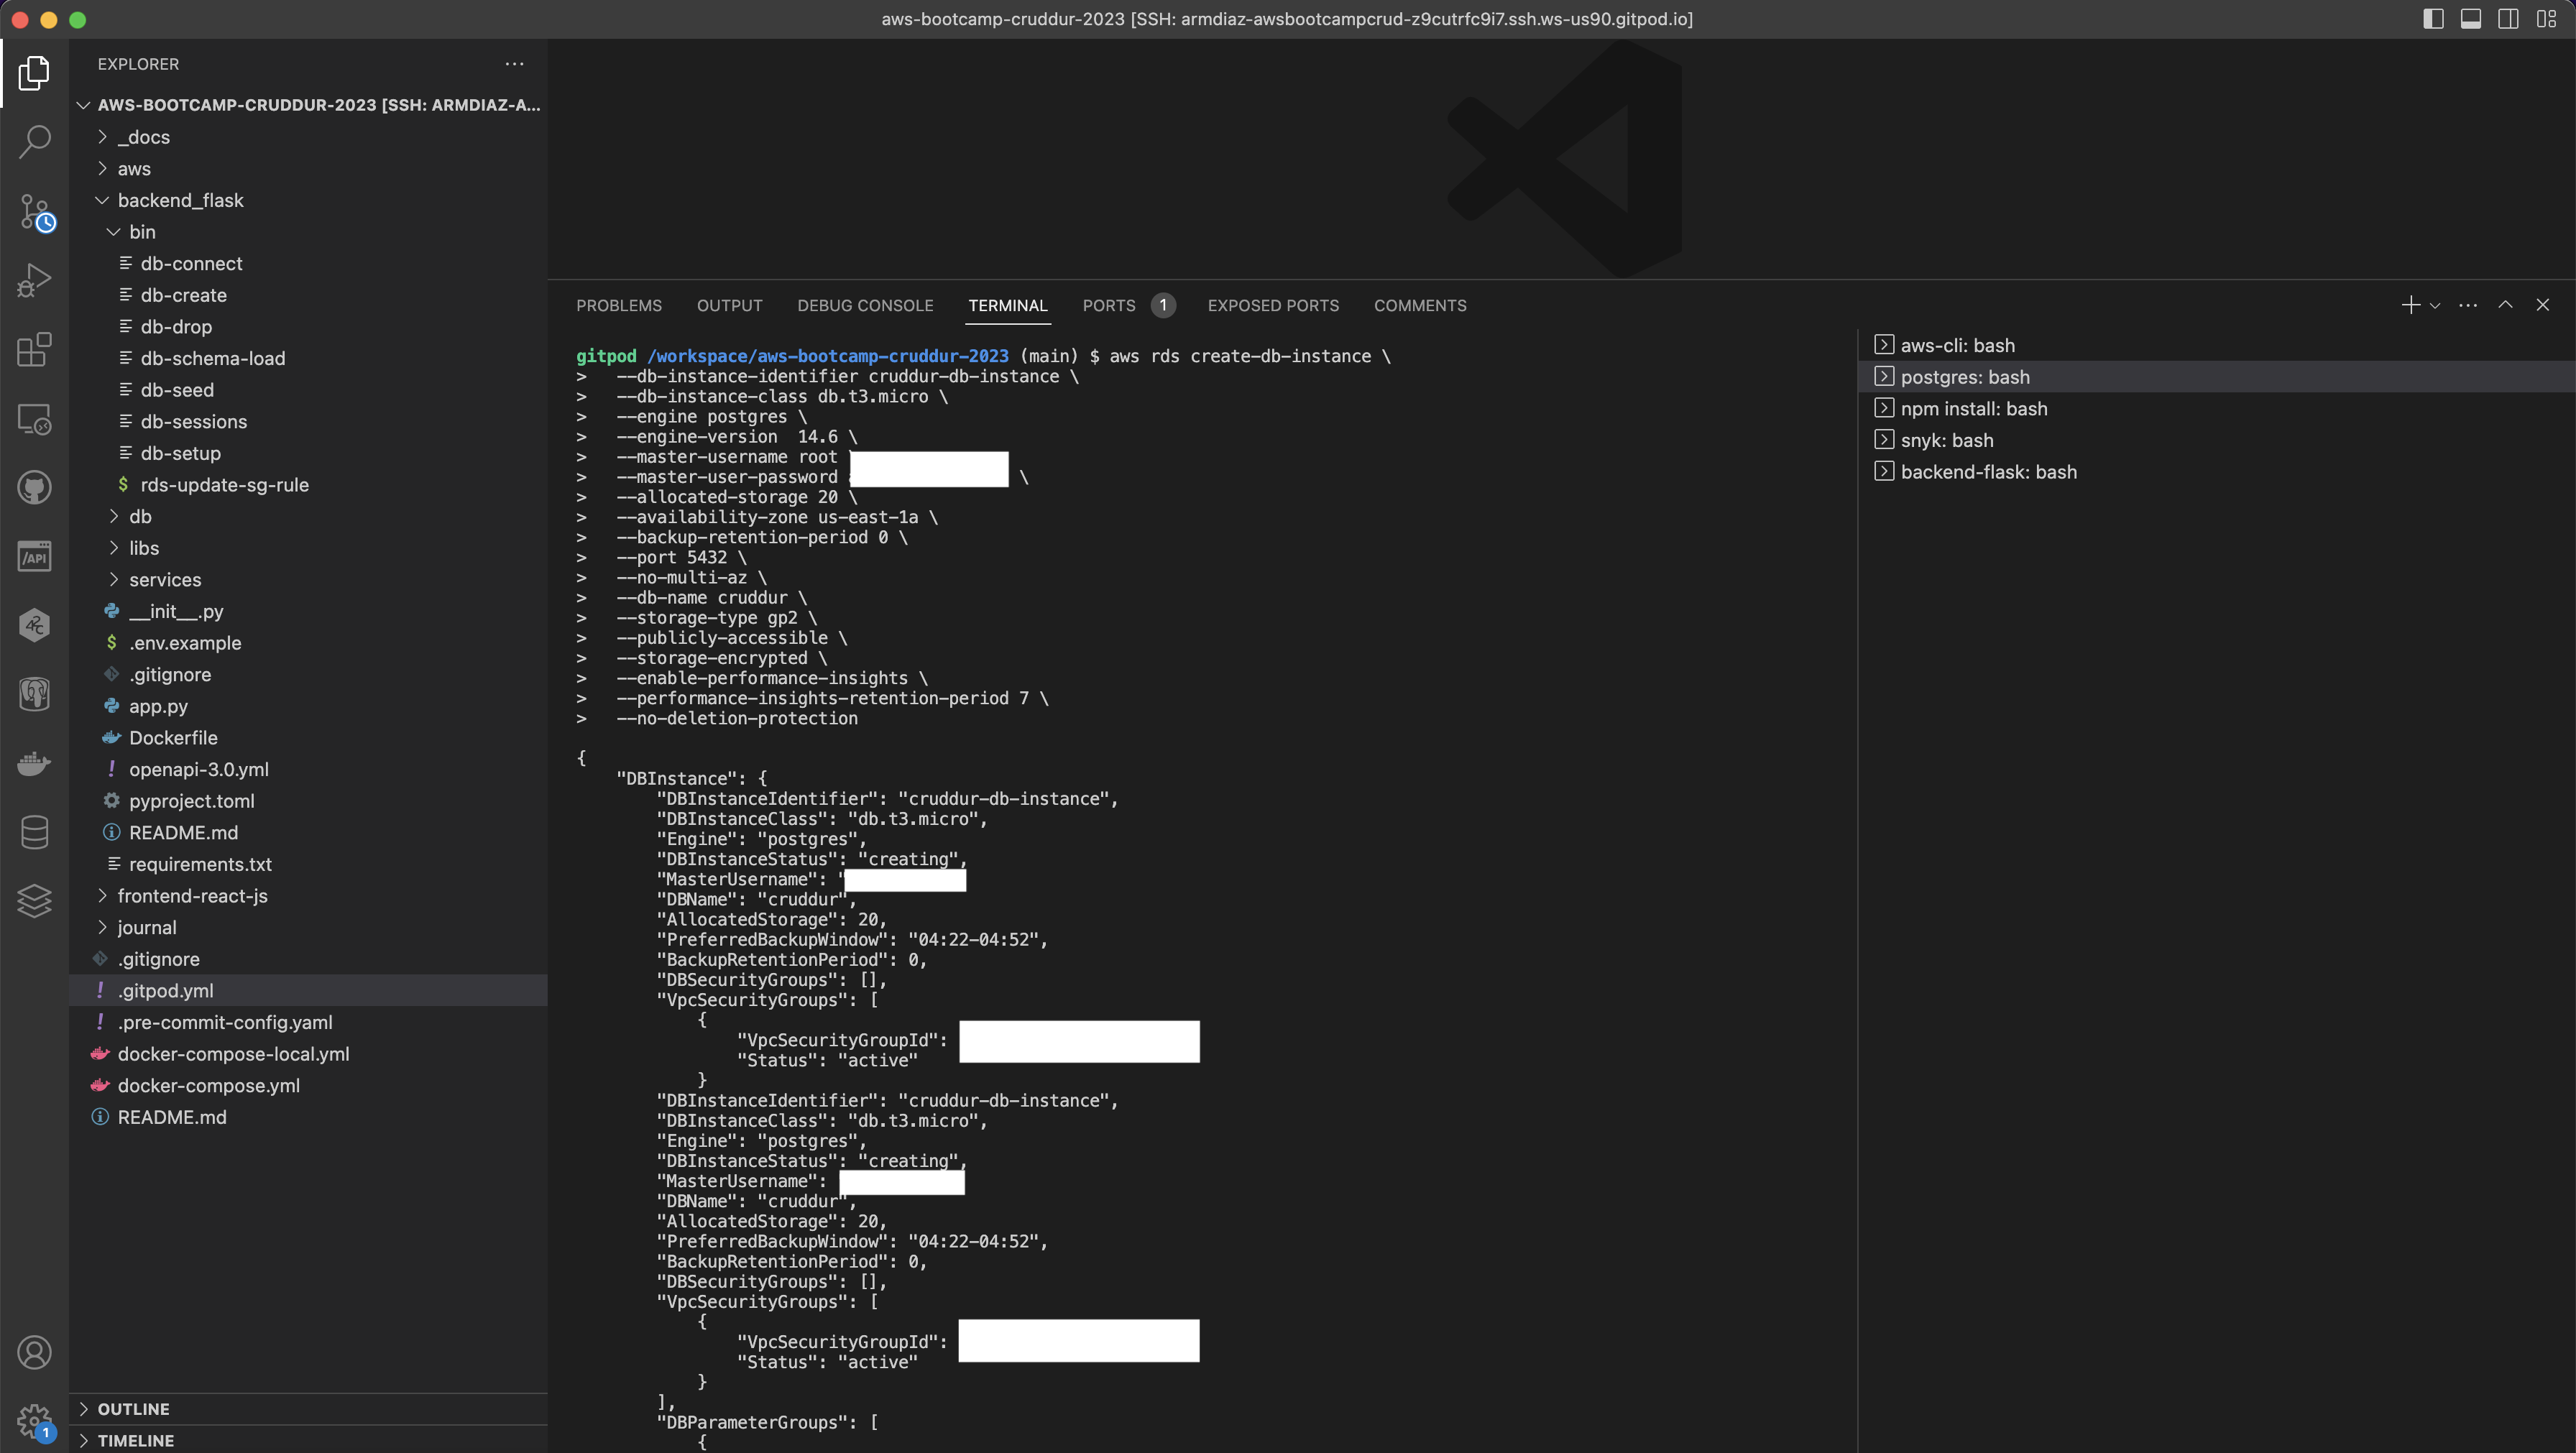 aws-bootcamp-cruddur-2023 [SSH: armdiaz-awsbootcampcrud-z9cutrfc9i7.ssh.ws-us90.gitpod.io]
EXPLORER
AWS-BOOTCAMP-CRUDDUR-2023 [SSH: ARMDIAZ-A...
_docs
aws
backend_flask
bin
db-connect
db-create
db-drop
db-schema-load
db-seed
db-sessions
db-setup
$ rds-update-sg-rule
db
libs
services
__init__.py
$ .env.example
.gitignore
app.py
Dockerfile
! openapi-3.0.yml
pyproject.toml
README.md
requirements.txt
frontend-react-js
journal
.gitignore
! .gitpod.yml
! .pre-commit-config.yaml
docker-compose-local.yml
docker-compose.yml
README.md
OUTLINE
TIMELINE
/API
42C
1
PROBLEMS OUTPUT DEBUG CONSOLE TERMINAL PORTS 1 EXPOSED PORTS COMMENTS
gitpod /workspace/aws-bootcamp-cruddur-2023 (main) $ aws rds create-db-instance \
>   --db-instance-identifier cruddur-db-instance \
>   --db-instance-class db.t3.micro \
>   --engine postgres \
>   --engine-version  14.6 \
>   --master-username root \
>   --master-user-password \
>   --allocated-storage 20 \
>   --availability-zone us-east-1a \
>   --backup-retention-period 0 \
>   --port 5432 \
>   --no-multi-az \
>   --db-name cruddur \
>   --storage-type gp2 \
>   --publicly-accessible \
>   --storage-encrypted \
>   --enable-performance-insights \
>   --performance-insights-retention-period 7 \
>   --no-deletion-protection
{
"DBInstance": {
"DBInstanceIdentifier": "cruddur-db-instance",
"DBInstanceClass": "db.t3.micro",
"Engine": "postgres",
"DBInstanceStatus": "creating",
"MasterUsername": "
"DBName": "cruddur",
"AllocatedStorage": 20,
"PreferredBackupWindow": "04:22-04:52",
"BackupRetentionPeriod": 0,
"DBSecurityGroups": [],
"VpcSecurityGroups": [
{
"VpcSecurityGroupId":
"Status": "active"
}
"DBInstanceIdentifier": "cruddur-db-instance",
"DBInstanceClass": "db.t3.micro",
"Engine": "postgres",
"DBInstanceStatus": "creating",
"MasterUsername":
"DBName": "cruddur",
"AllocatedStorage": 20,
"PreferredBackupWindow": "04:22-04:52",
"BackupRetentionPeriod": 0,
"DBSecurityGroups": [],
"VpcSecurityGroups": [
{
"VpcSecurityGroupId":
"Status": "active"
}
],
"DBParameterGroups": [
{
aws-cli: bash
postgres: bash
npm install: bash
snyk: bash
backend-flask: bash